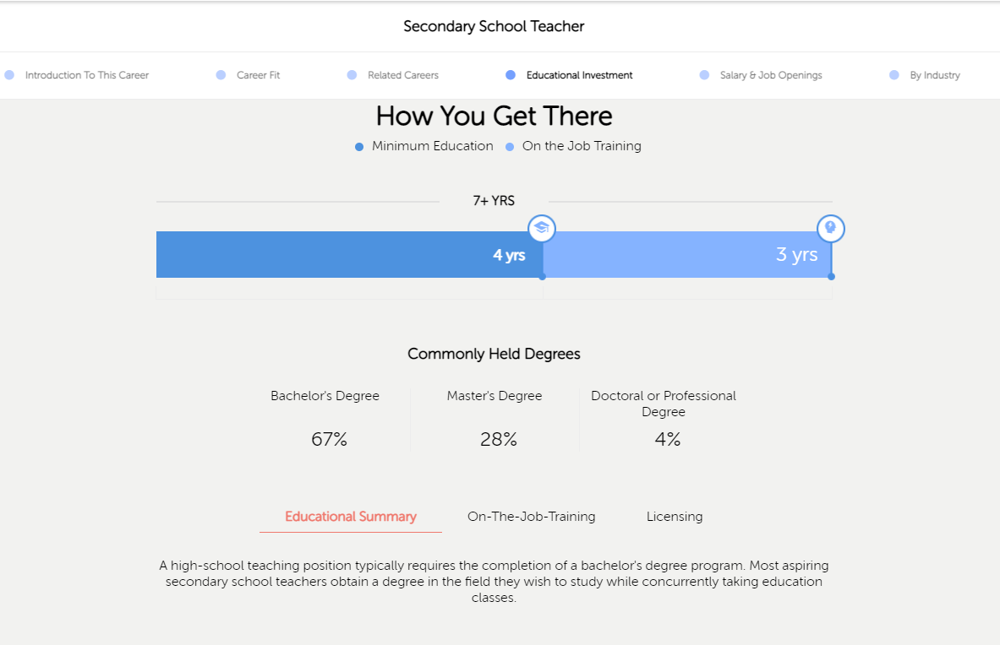 Secondary School Teacher
Introduction To This Career
Career Fit
Related Careers
Educational Investment
Salary & Job Openings
By Industry
How You Get There
Minimum Education
On the Job Training
7+ YRS
4 yrs
3 yrs
Commonly Held Degrees
Bachelor's Degree
67%
Master's Degree
28%
Doctoral or Professional
Degree
4%
Educational Summary
On-The-Job-Training
Licensing
A high-school teaching position typically requires the completion of a bachelor's degree program. Most aspiring
secondary school teachers obtain a degree in the field they wish to study while concurrently taking education
classes.